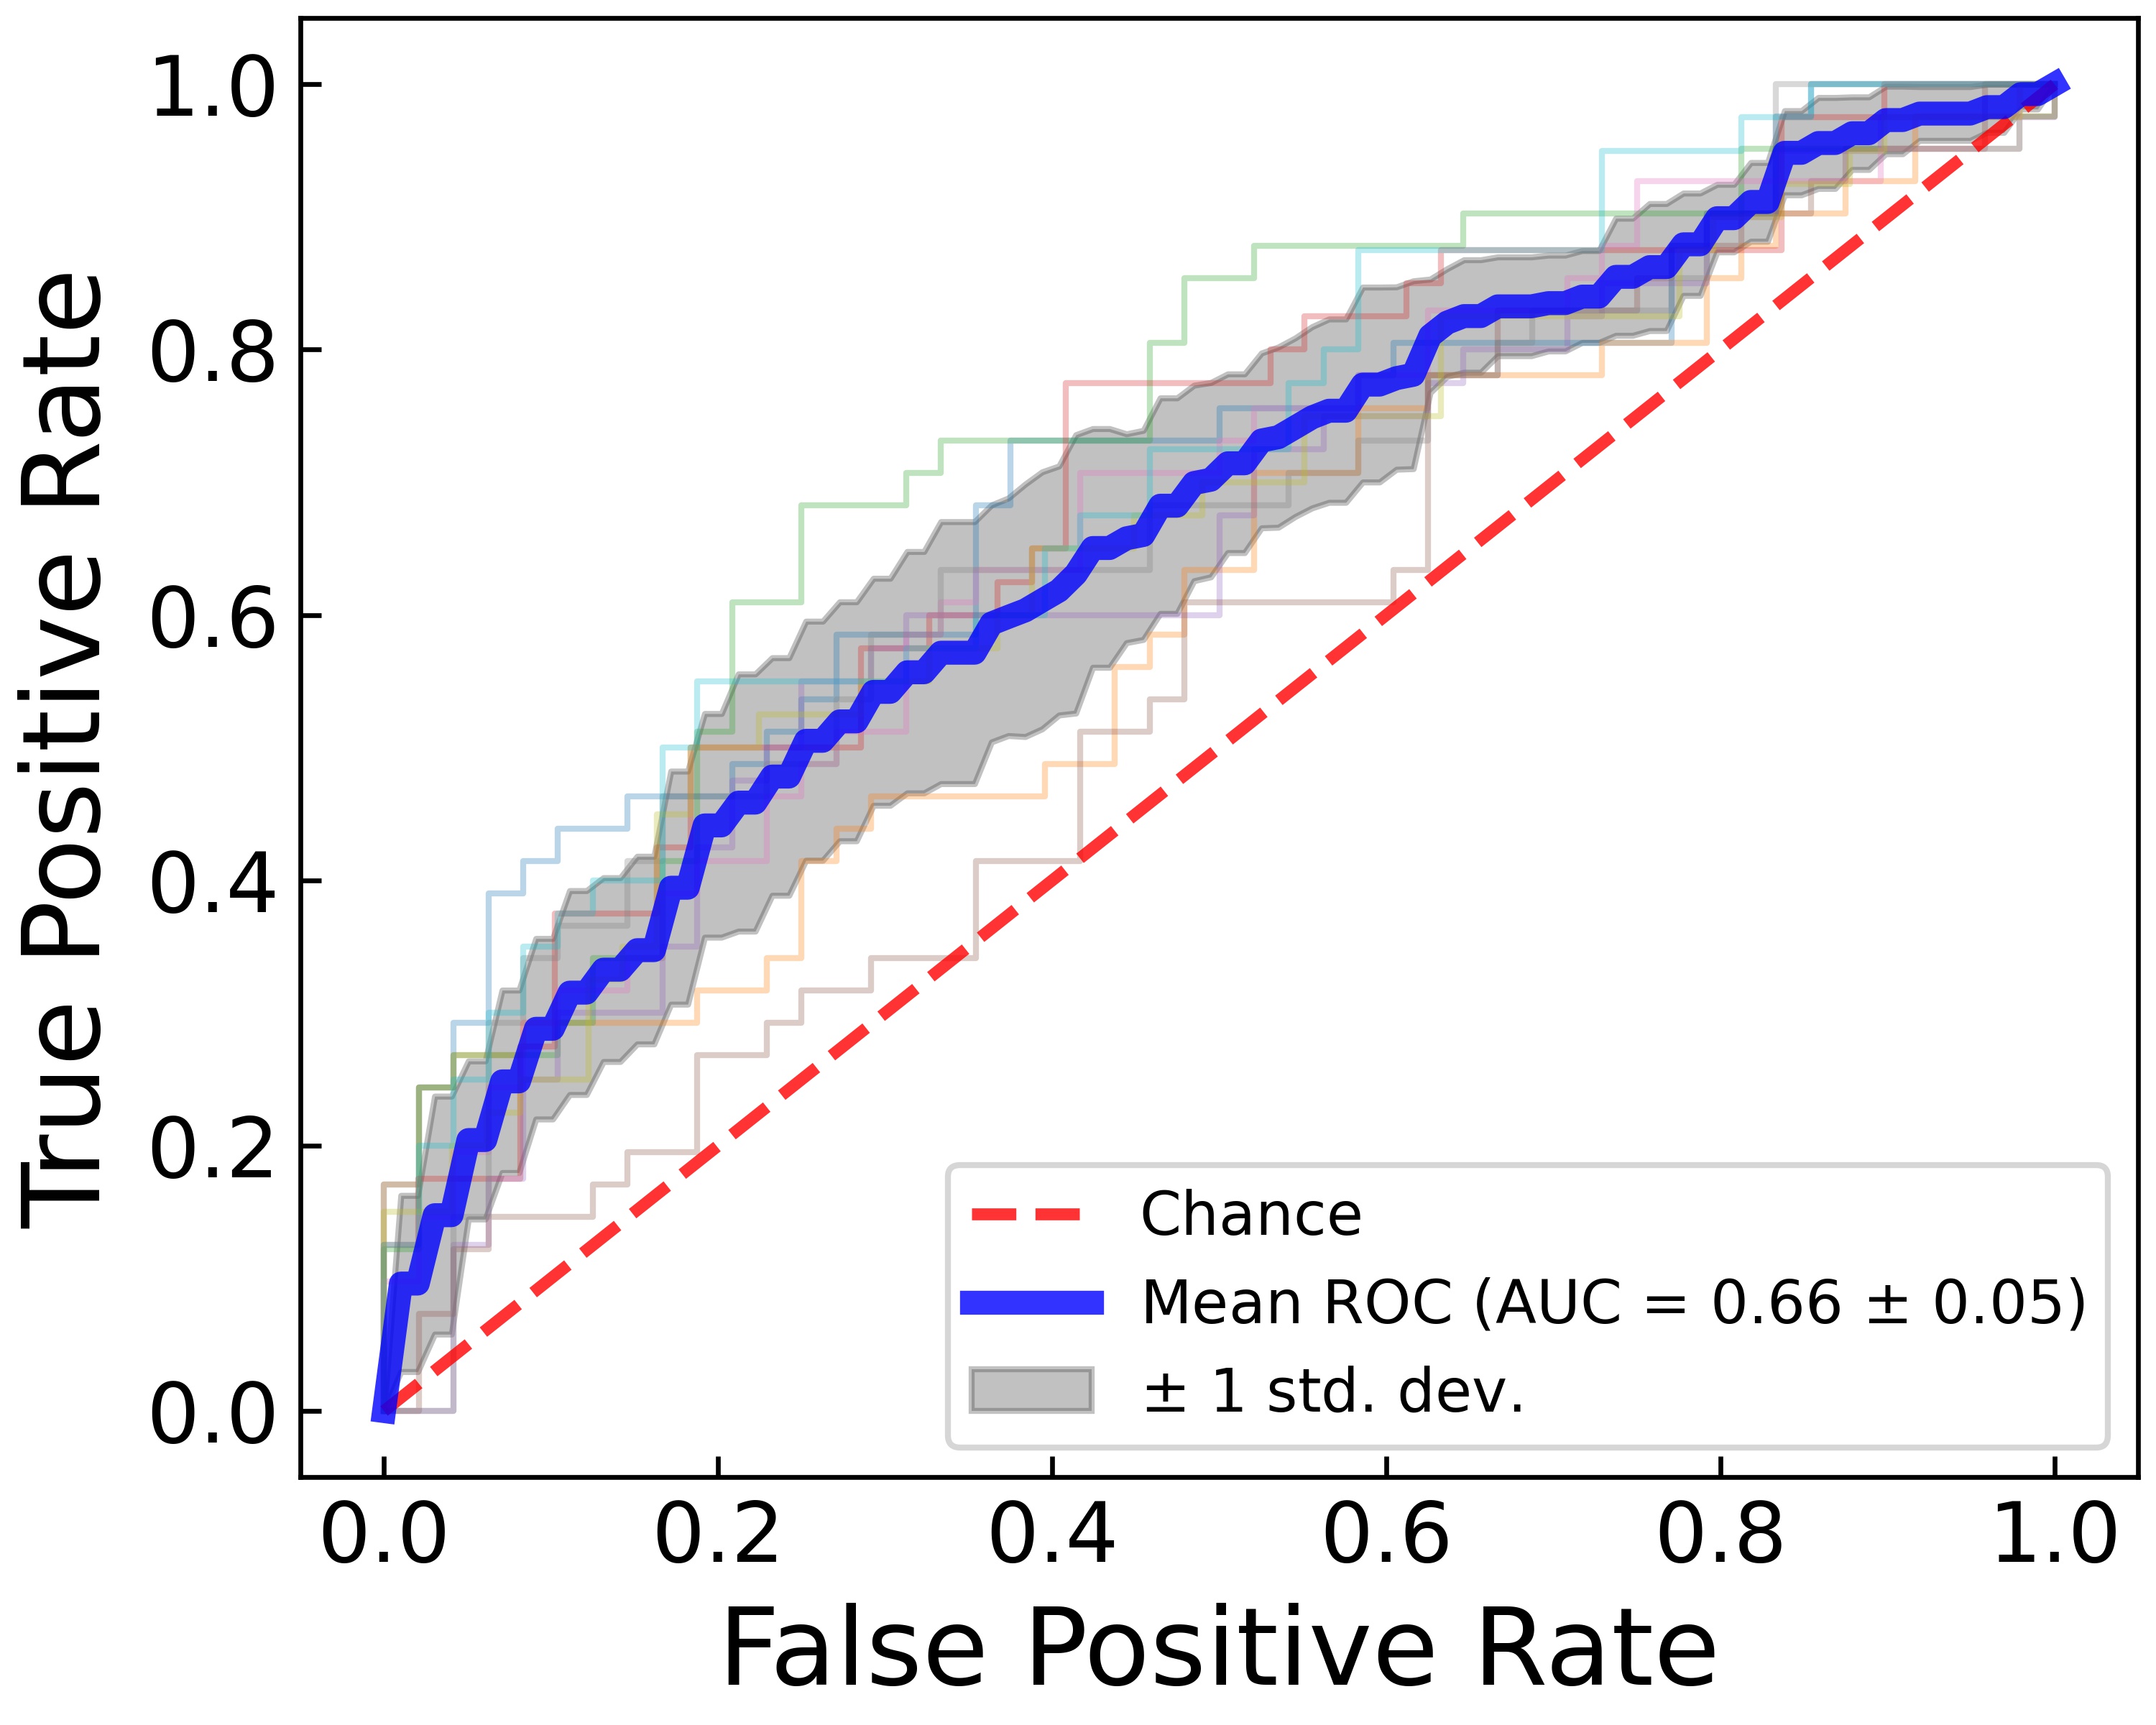 True Positive Rate
1.0
0.8
0.6
0.4
0.2
0.0
Chance
Mean ROC (AUC = 0.66 ± 0.05)
± 1 std. dev.
0.0 0.2 0.4 0.6 0.8 1.0
False Positive Rate